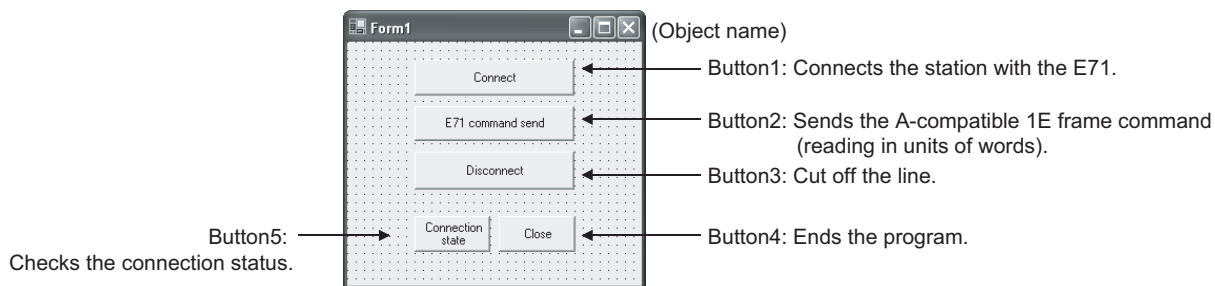 Form1
(Object name)
Connect
Button1: Connects the station with the E71.
E71 command send
Button2: Sends the A-compatible 1E frame command
(reading in units of words).
Disconnect
Button3: Cut off the line.
Button5:
Checks the connection status.
Connection
state
Close
Button4: Ends the program.